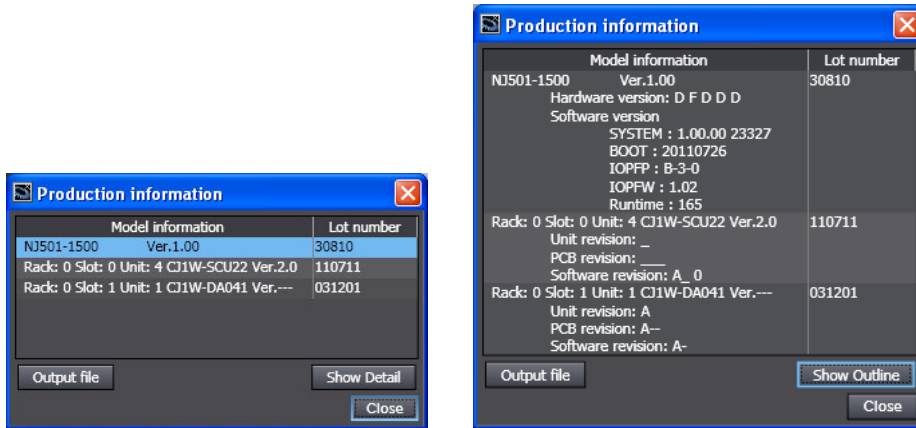 Production information
Model information Lot number
NJ501-1500 Ver.1.00 30810
Rack: 0 Slot: 0 Unit: 4 CJ1W-SCU22 Ver.2.0 110711
Rack: 0 Slot: 1 Unit: 1 CJ1W-DA041 Ver.--- 031201
Output file Show Detail
Close
Production information
Model information Lot number
NJ501-1500 Ver.1.00 30810
Hardware version: D F D D D
Software version
SYSTEM : 1.00.00 23327
BOOT : 20110726
IOPFP : B-3-0
IOPFW : 1.02
Runtime : 165
Rack: 0 Slot: 0 Unit: 4 CJ1W-SCU22 Ver.2.0 110711
Unit revision: _
PCB revision: ___
Software revision: A_ 0
Rack: 0 Slot: 1 Unit: 1 CJ1W-DA041 Ver.--- 031201
Unit revision: A
PCB revision: A--
Software revision: A-
Output file Show Outline
Close